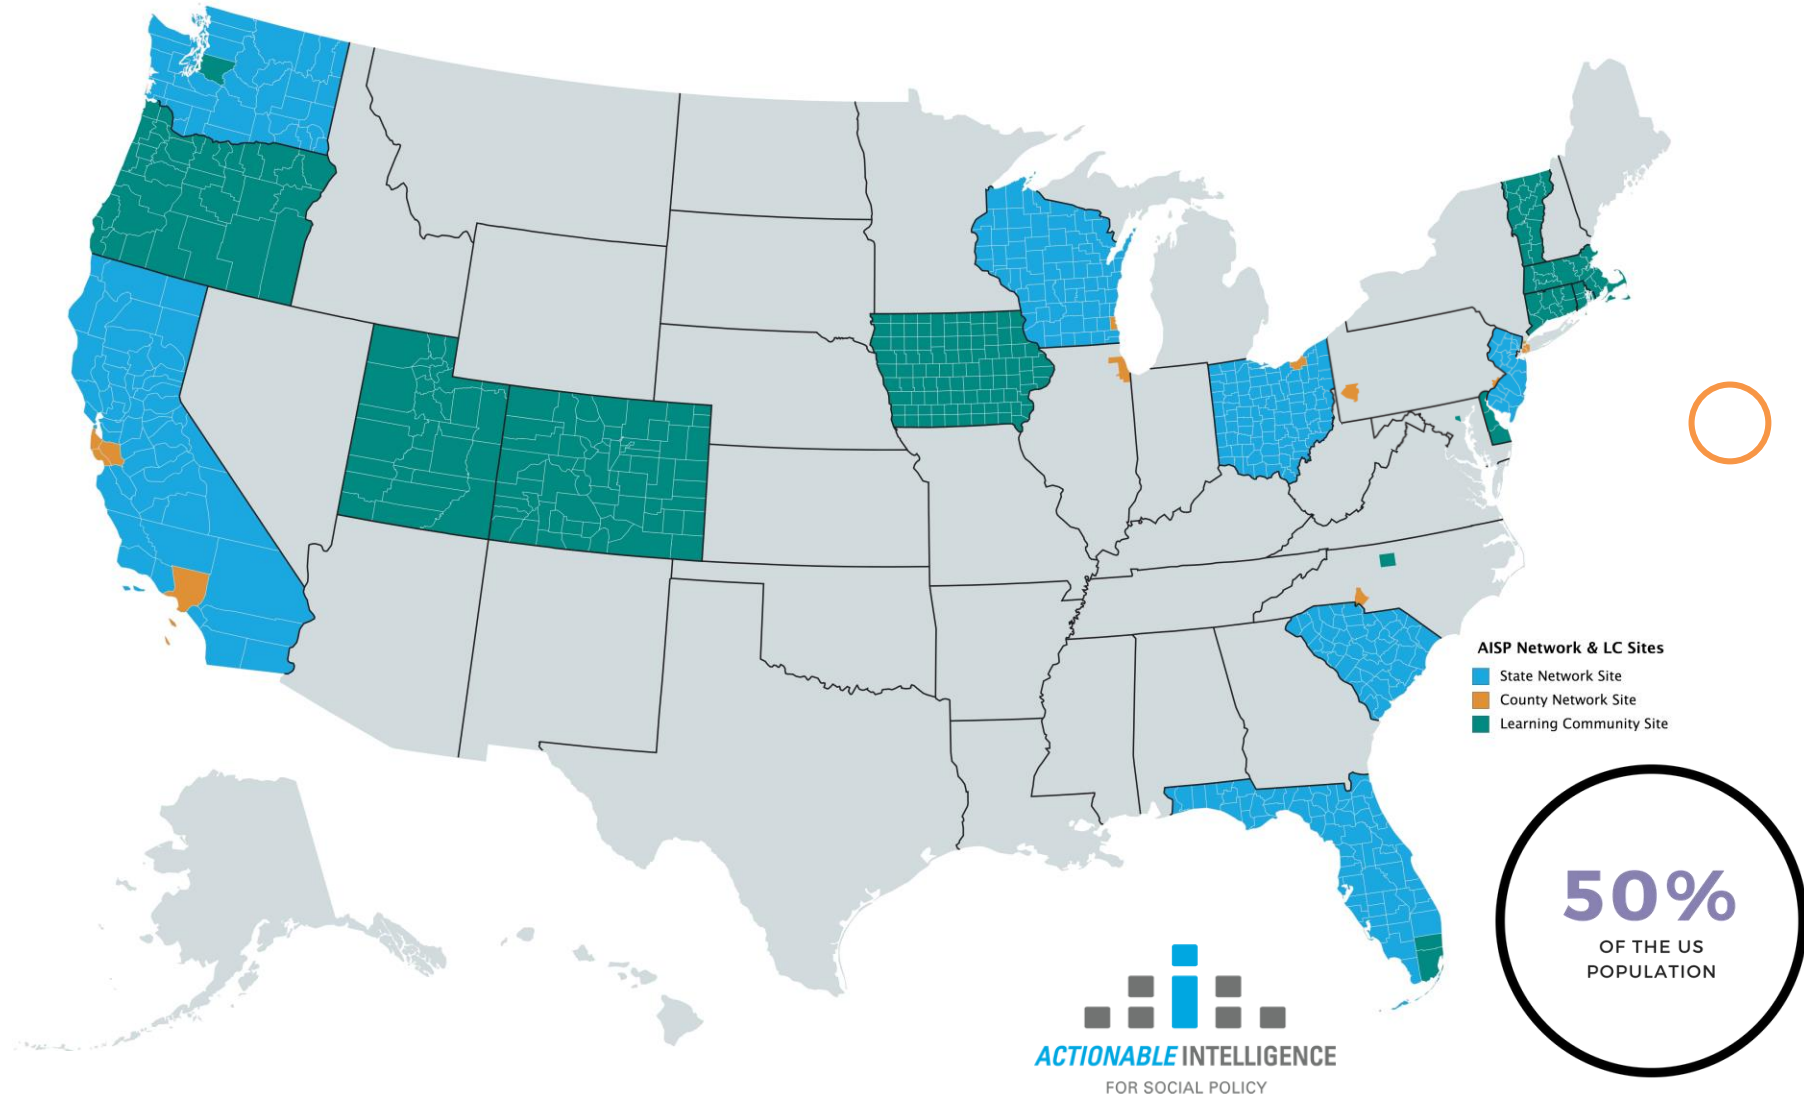 AISP Network & LC Sites
State Network Site
County Network Site
Learning Community Site
50%
OF THE US
POPULATION
ACTIONABLE INTELLIGENCE
FOR SOCIAL POLICY